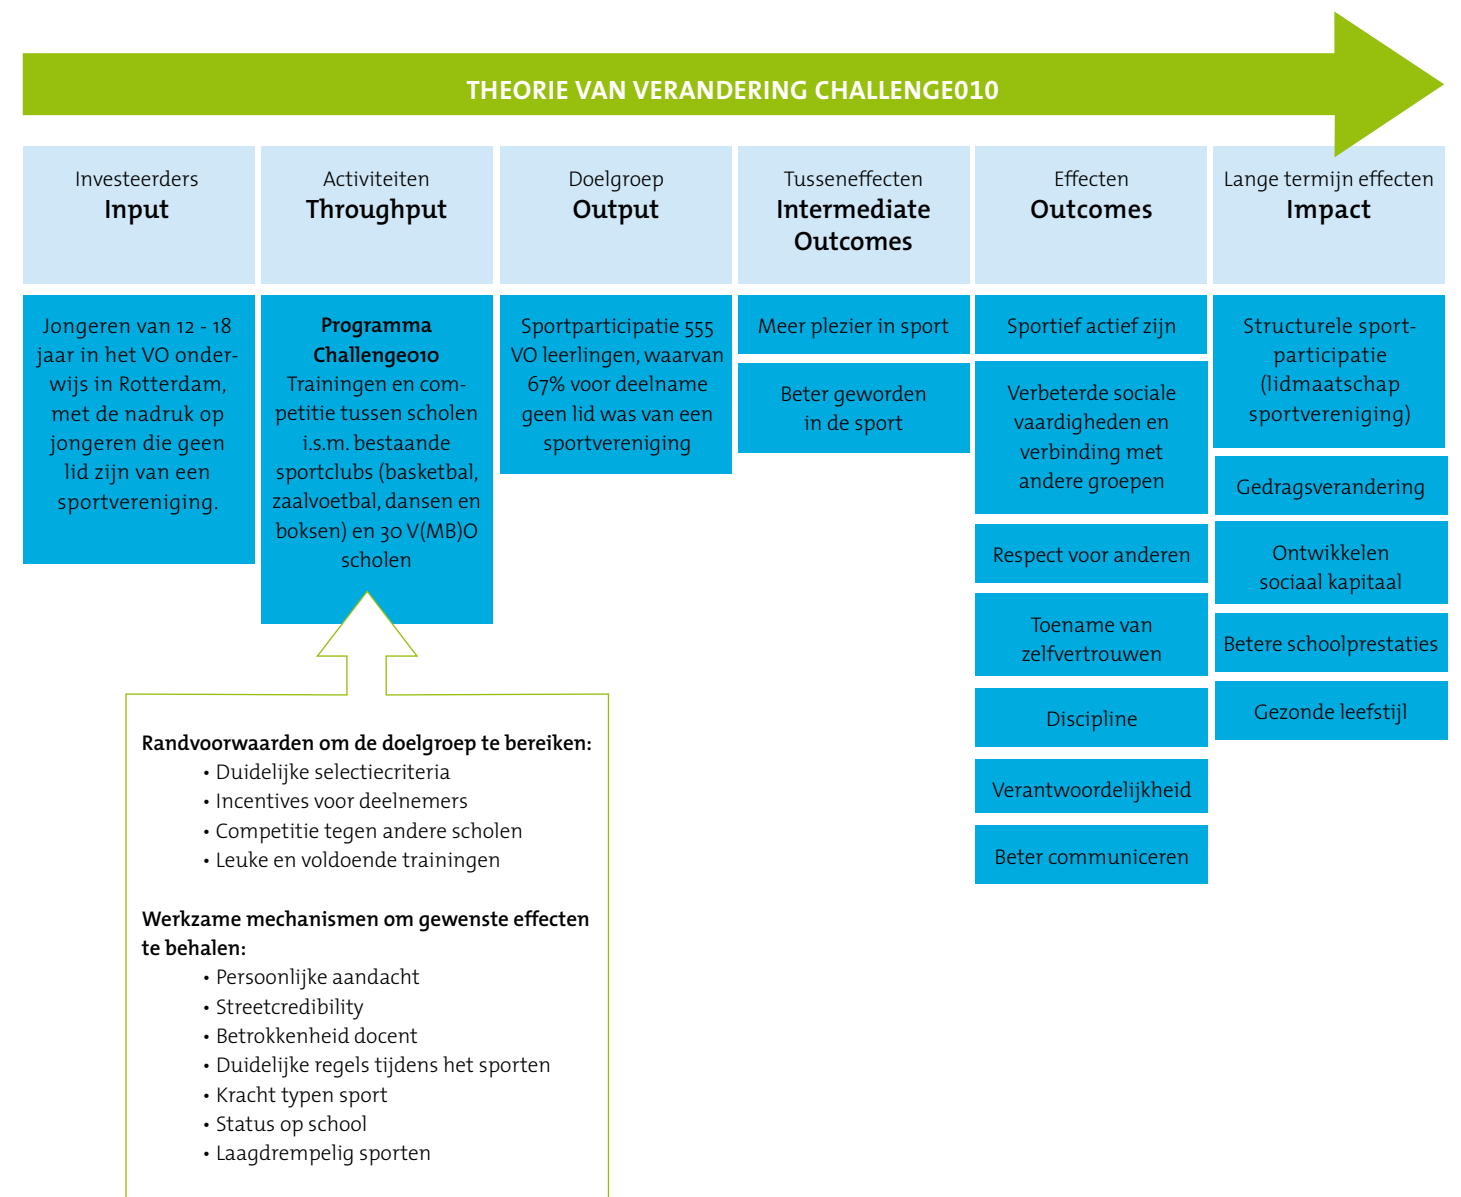 THEORIE VAN VERANDERING CHALLENGE010
Investeerders
Input
Activiteiten
Throughput
Doelgroep
Output
Tusseneffecten
Intermediate
Outcomes
Effecten
Outcomes
Lange termijn effecten
Impact
Jongeren van 12 - 18
jaar in het VO onder-
wijs in Rotterdam,
met de nadruk op
jongeren die geen
lid zijn van een
sportvereniging.
Programma
Challenge010
Trainingen en com-
petitie tussen scholen
i.s.m. bestaande
sportclubs (basketbal,
zaalvoetbal, dansen en
boksen) en 30 V(MB)O
scholen
Sportparticipatie 555
VO leerlingen, waarvan
67% voor deelname
geen lid was van een
sportvereniging
Meer plezier in sport
Beter geworden
in de sport
Sportief actief zijn
Verbeterde sociale
vaardigheden en
verbinding met
andere groepen
Respect voor anderen
Toename van
zelfvertrouwen
Discipline
Verantwoordelijkheid
Beter communiceren
Structurele sport-
participatie
(lidmaatschap
sportvereniging)
Gedragsverandering
Ontwikkelen
sociaal kapitaal
Betere schoolprestaties
Gezonde leefstijl
Randvoorwaarden om de doelgroep te bereiken:
• Duidelijke selectiecriteria
• Incentives voor deelnemers
• Competitie tegen andere scholen
• Leuke en voldoende trainingen
Werkzame mechanismen om gewenste effecten
te behalen:
• Persoonlijke aandacht
• Streetcredibility
• Betrokkenheid docent
• Duidelijke regels tijdens het sporten
• Kracht typen sport
• Status op school
• Laagdrempelig sporten